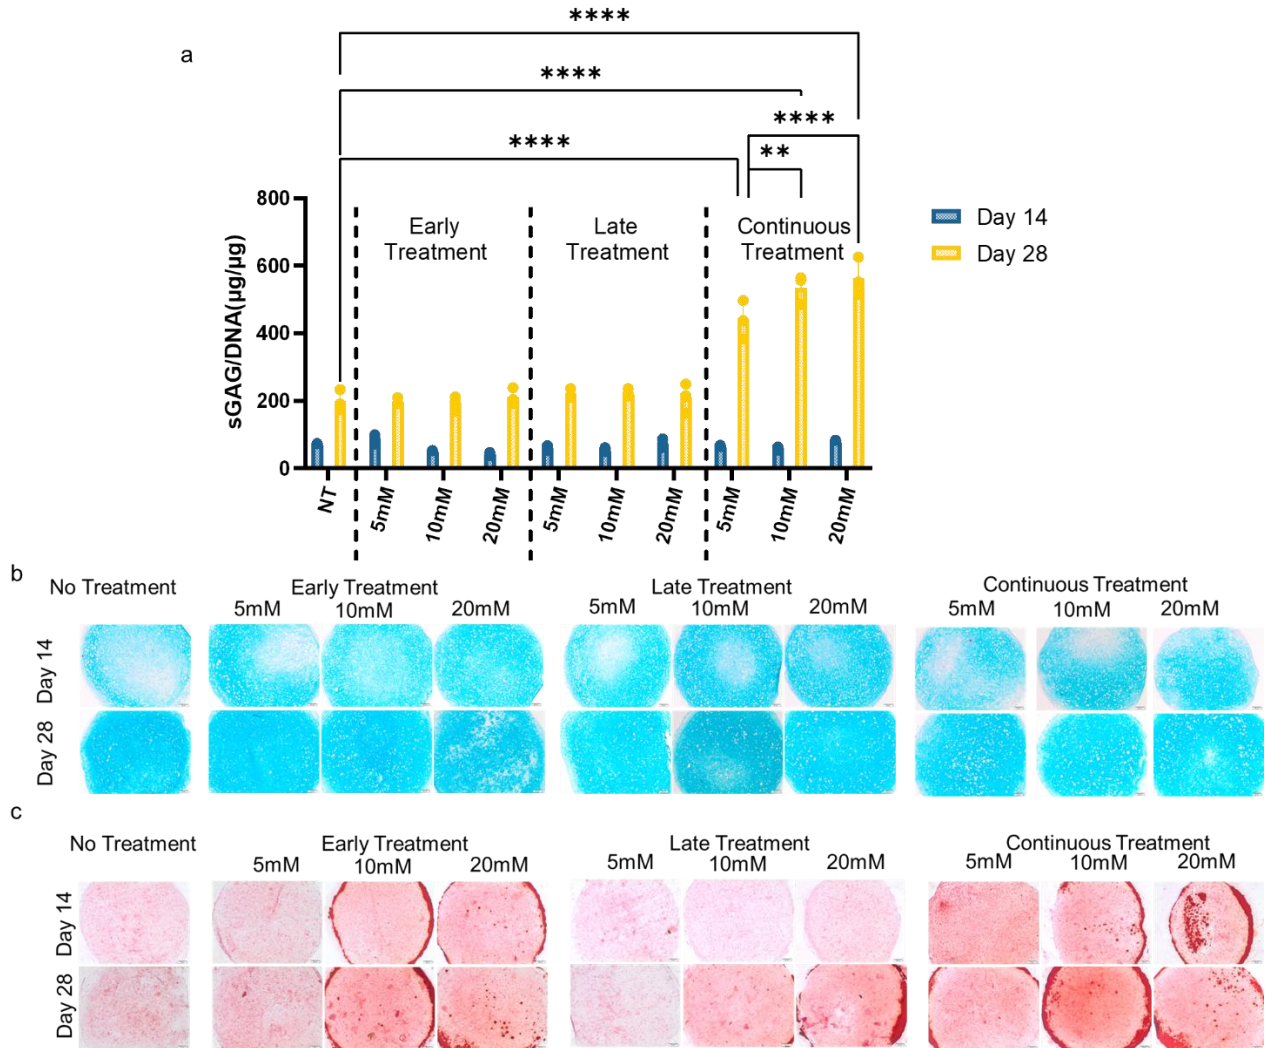 a
****
****
****
****
**
800
600
400
200
0
sGAG/DNA(µg/µg)
Early
Treatment
Late
Treatment
Continuous
Treatment
Day 14
Day 28
NT
5mM
10mM
20mM
5mM
10mM
20mM
5mM
10mM
20mM
b
No Treatment
Early Treatment
Late Treatment
Continuous Treatment
5mM 10mM 20mM
5mM 10mM 20mM
5mM 10mM 20mM
Day 14
Day 28
c
No Treatment
Early Treatment
Late Treatment
Continuous Treatment
5mM 10mM 20mM
5mM 10mM 20mM
5mM 10mM 20mM
Day 14
Day 28